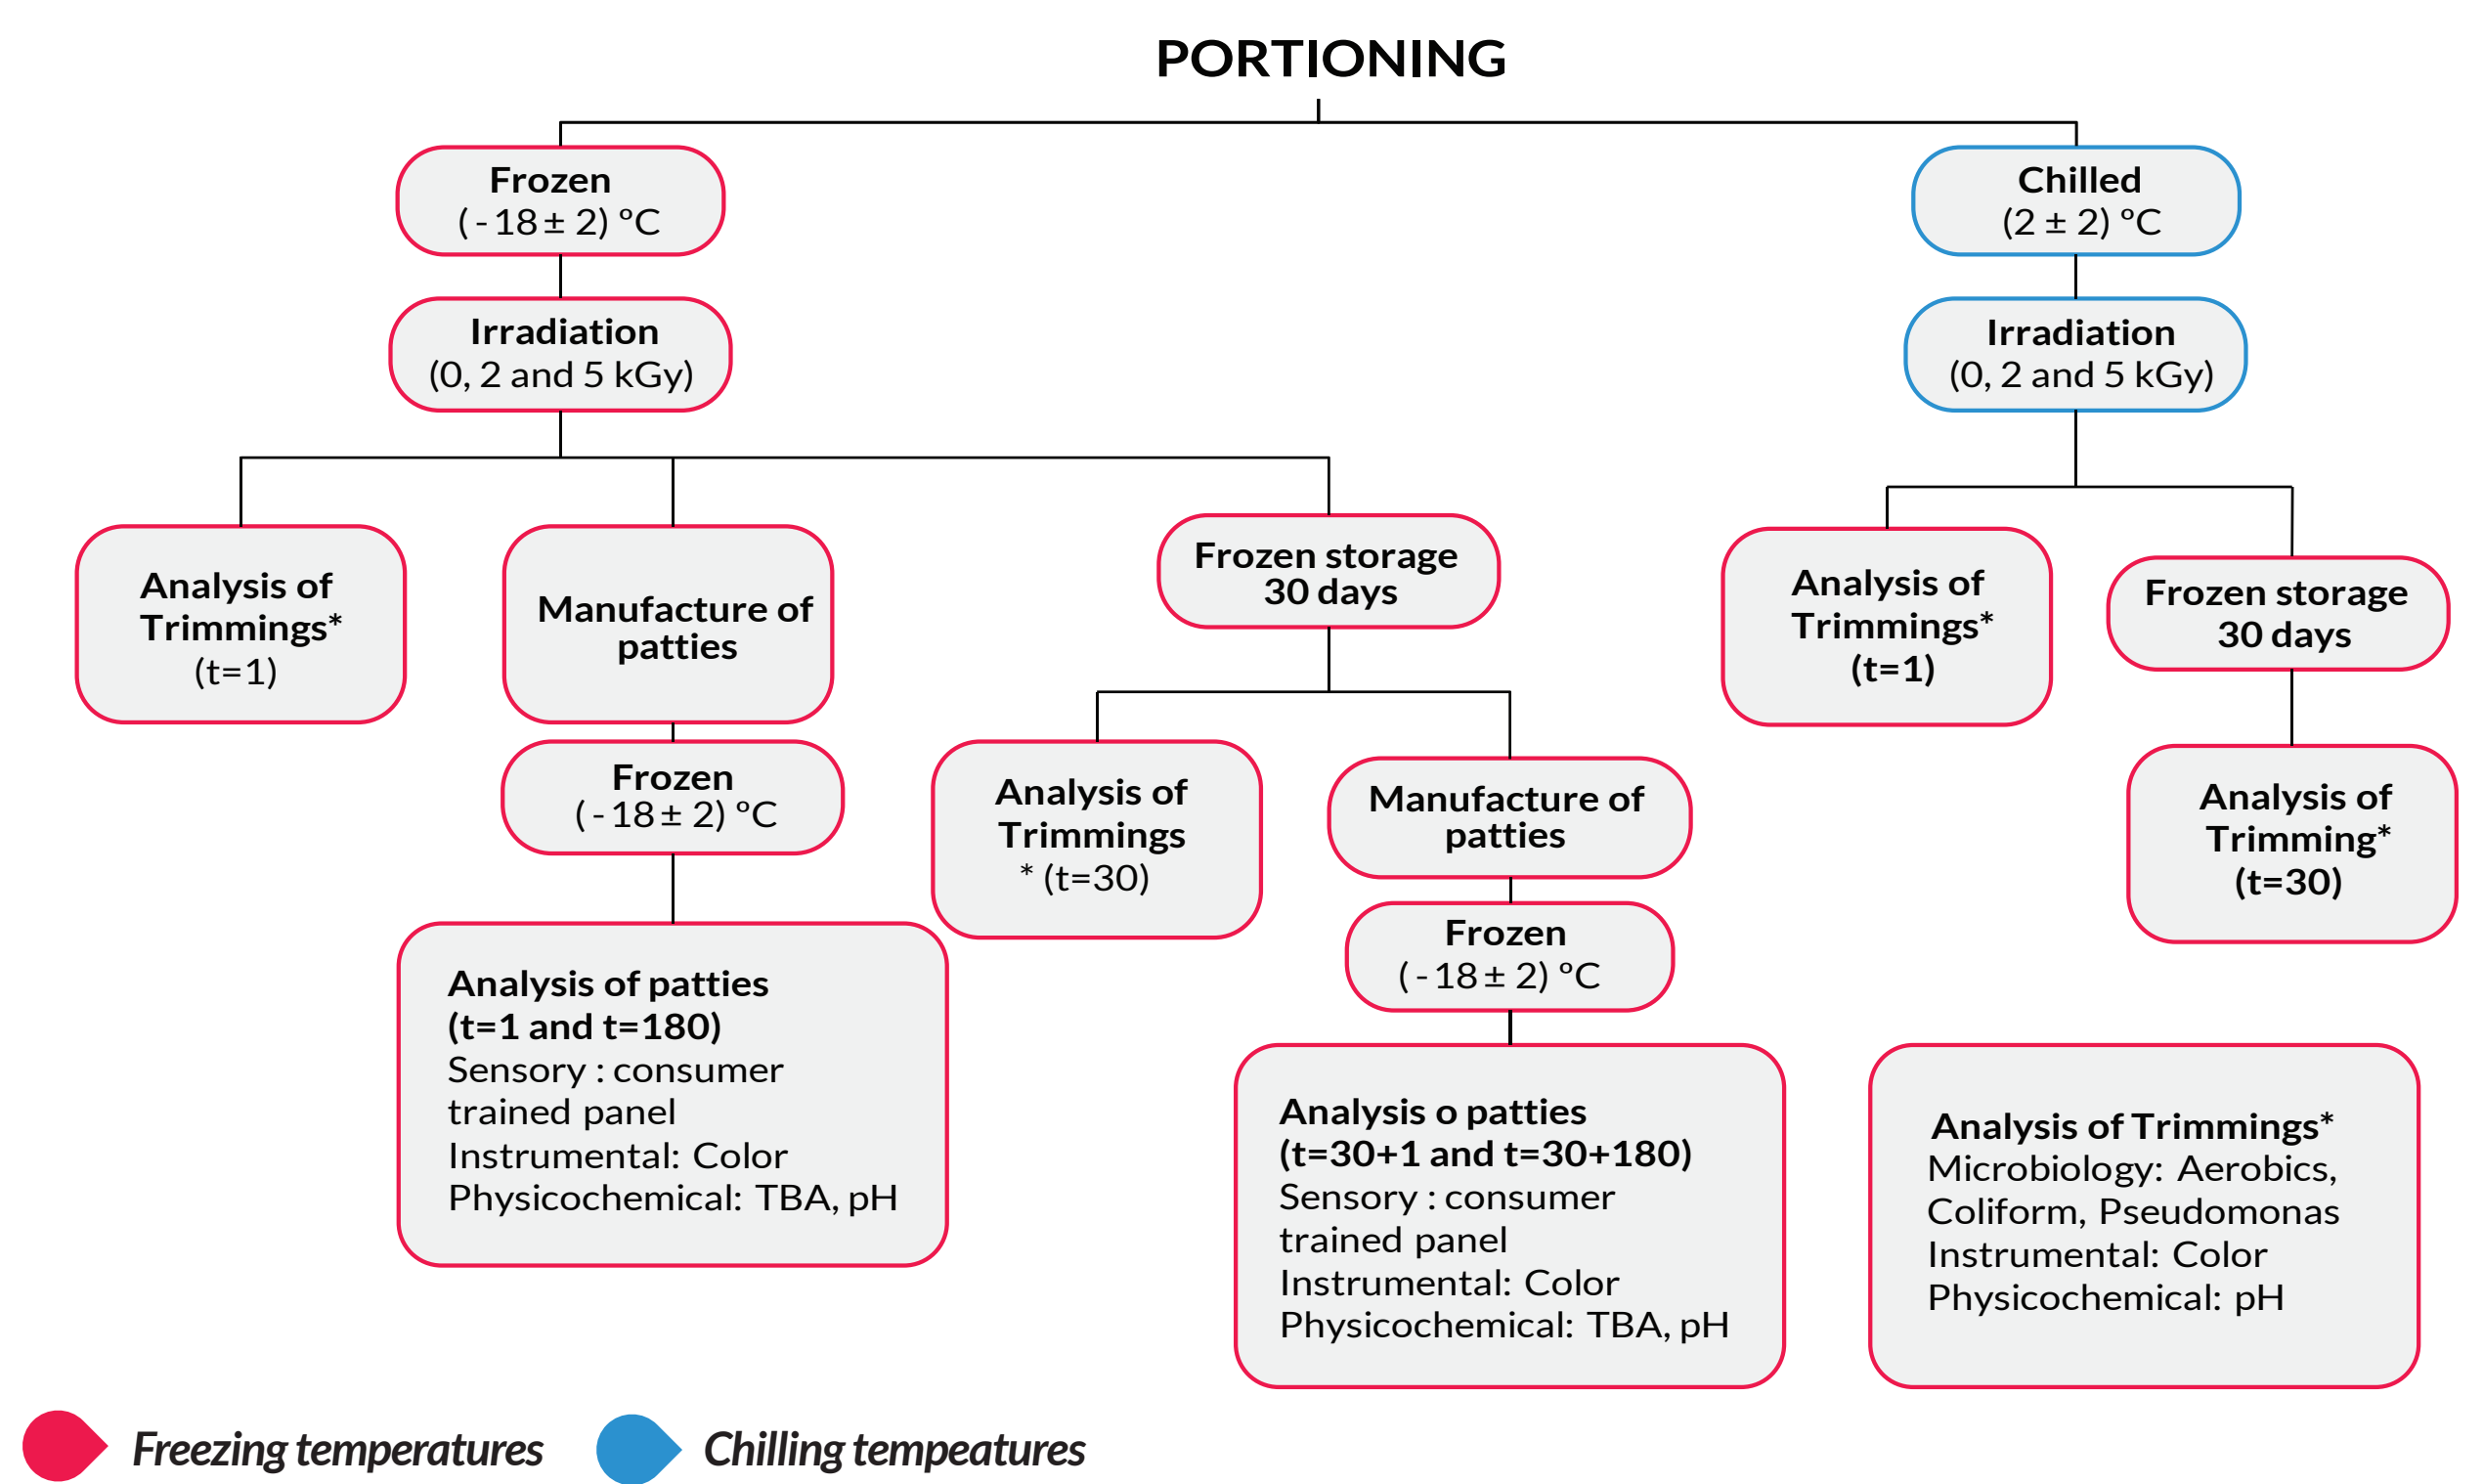 PORTIONING
Frozen
(-18± 2) ºC
Chilled
(2 ± 2) ºC
Irradiation
(0, 2 and 5 kGy)
Irradiation
(0, 2 and 5 kGy)
Analysis of
Trimmings*
(t=1)
Manufacture of
patties
Frozen storage
30 days
Analysis of
Trimmings*
(t=1)
Frozen storage
30 days
Frozen
(-18± 2) ºC
Analysis of
Trimmings
* (t=30)
Manufacture of
patties
Analysis of
Trimming*
(t=30)
Frozen
(-18± 2) ºC
Analysis of patties
(t=1 and t=180)
Sensory : consumer
trained panel
Instrumental: Color
Physicochemical: TBA, pH
Analysis o patties
(t=30+1 and t=30+180)
Sensory : consumer
trained panel
Instrumental: Color
Physicochemical: TBA, pH
Analysis of Trimmings*
Microbiology: Aerobics,
Coliform, Pseudomonas
Instrumental: Color
Physicochemical: pH
Freezing temperatures
Chilling tempeatures